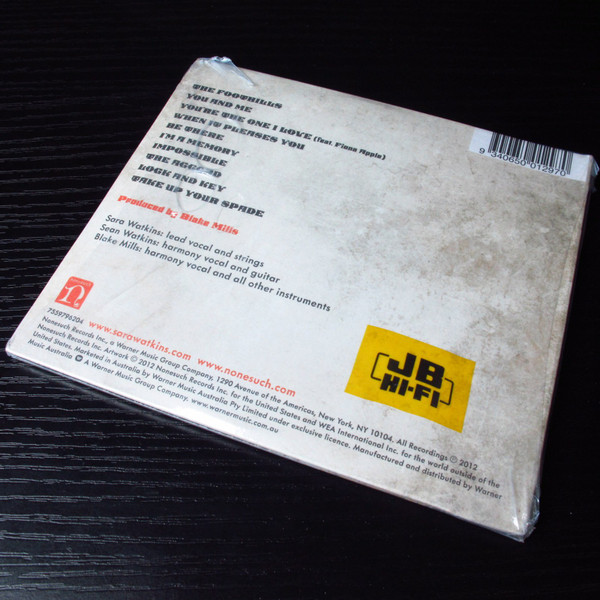 THE FOOTHILLS
YOU AND ME
YOU'RE THE ONE I LOVE (feat. Fiona Apple)
WHEN IT PLEASES YOU
BE THERE
I'M A MEMORY
IMPOSSIBLE
THE ACCORD
LOCK AND KEY
TAKE UP YOUR SPADE
Produced by Blake Mills
Sara Watkins: lead vocal and strings
Sean Watkins: harmony vocal and guitar
Blake Mills: harmony vocal and all other instruments
9 340650 012970
7559796204
www.sarawatkins.com www.nonesuch.com
Nonesuch Records Inc., a Warner Music Group Company, 1290 Avenue of the Americas, New York, NY 10104. All Recordings ℗ 2012
Nonesuch Records Inc. Artwork © 2012 Nonesuch Records Inc. for the United States and WEA International Inc. for the world outside of the
United States. Marketed in Australia by Warner Music Australia Pty Limited under exclusive licence. Manufactured and distributed by Warner
Music Australia A Warner Music Group Company. www.warnermusic.com.au
JB
HI-FI